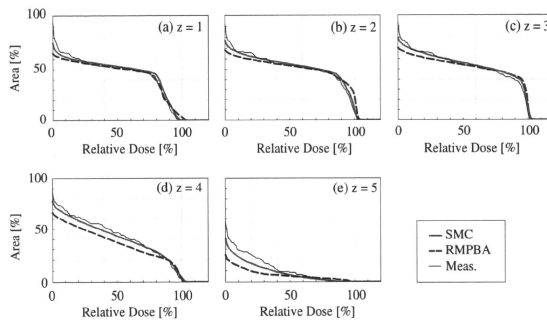 (a) z = 1
(b) z = 2
(c) z = 3
Area [%]
100
50
0
0 50 100
0 50 100
0 50 100
Relative Dose [%]
Relative Dose [%]
Relative Dose [%]
(d) z = 4
(e) z = 5
Area [%]
100
50
0
0 50 100
0 50 100
Relative Dose [%]
Relative Dose [%]
SMC
RMPBA
Meas.